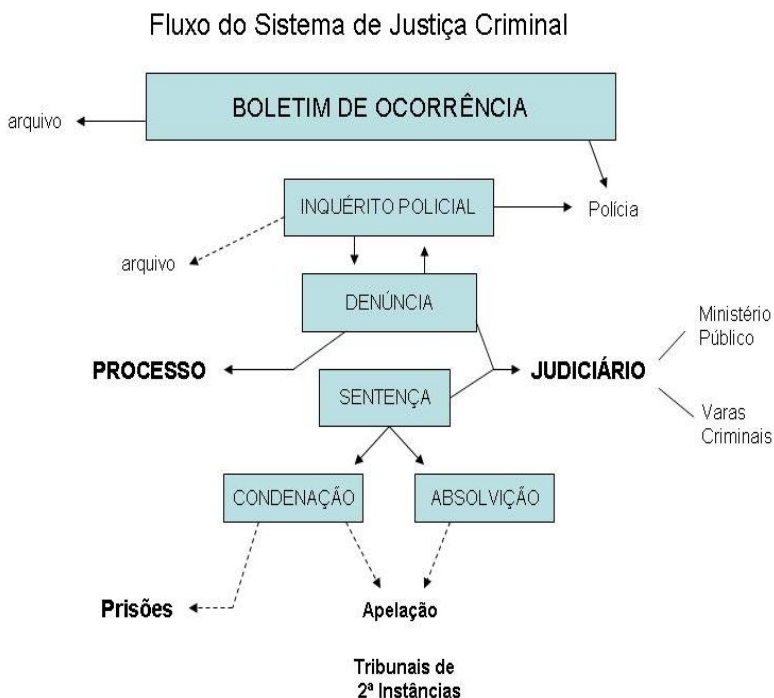 Fluxo do Sistema de Justiça Criminal
BOLETIM DE OCORRÊNCIA
arquivo
INQUÉRITO POLICIAL
Polícia
arquivo
DENÚNCIA
Ministério
Público
PROCESSO
JUDICIÁRIO
SENTENÇA
Varas
Criminais
CONDENAÇÃO
ABSOLVIÇÃO
Prisões
Apelação
Tribunais de
2ª Instâncias